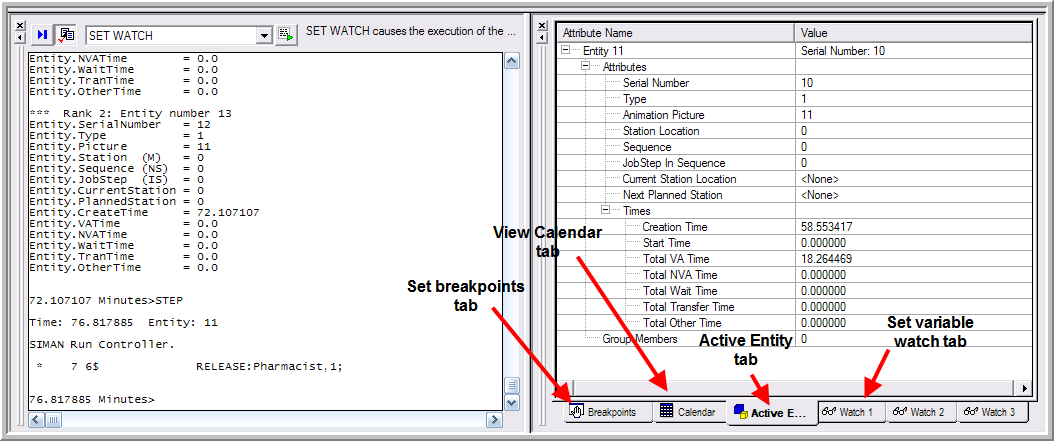 SET WATCH
SET WATCH causes the execution of the ...
Entity.NVATime = 0.0
Entity.WaitTime = 0.0
Entity.TranTime = 0.0
Entity.OtherTime = 0.0
*** Rank 2: Entity number 13
Entity.SerialNumber = 12
Entity.Type = 1
Entity.Picture = 11
Entity.Station (M) = 0
Entity.Sequence (NS) = 0
Entity.JobStep (IS) = 0
Entity.CurrentStation = 0
Entity.PlannedStation = 0
Entity.CreateTime = 72.107107
Entity.VATime = 0.0
Entity.NVATime = 0.0
Entity.WaitTime = 0.0
Entity.TranTime = 0.0
Entity.OtherTime = 0.0
72.107107 Minutes>STEP
Time: 76.817885 Entity: 11
SIMAN Run Controller.
* 7 6$ RELEASE:Pharmacist,1;
76.817885 Minutes>
Attribute Name Value
Entity 11 Serial Number: 10
Attributes
Serial Number 10
Type 1
Animation Picture 11
Station Location 0
Sequence 0
JobStep In Sequence 0
Current Station Location <None>
Next Planned Station <None>
Times
Creation Time 58.553417
Start Time 0.000000
Total VA Time 18.264469
Total NVA Time 0.000000
Total Wait Time 0.000000
Total Transfer Time 0.000000
Total Other Time 0.000000
Group Members 0
View Calendar
tab
Set breakpoints
tab
Active Entity
tab
Set variable
watch tab
Breakpoints
Calendar
Active E...
Watch 1
Watch 2
Watch 3